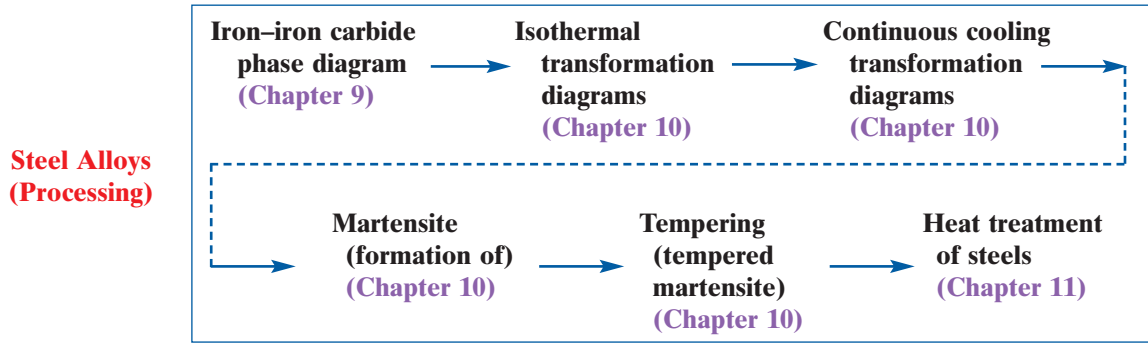 Steel Alloys
(Processing)
Iron–iron carbide
phase diagram
(Chapter 9)
Isothermal
transformation
diagrams
(Chapter 10)
Continuous cooling
transformation
diagrams
(Chapter 10)
Martensite
(formation of)
(Chapter 10)
Tempering
(tempered
martensite)
(Chapter 10)
Heat treatment
of steels
(Chapter 11)